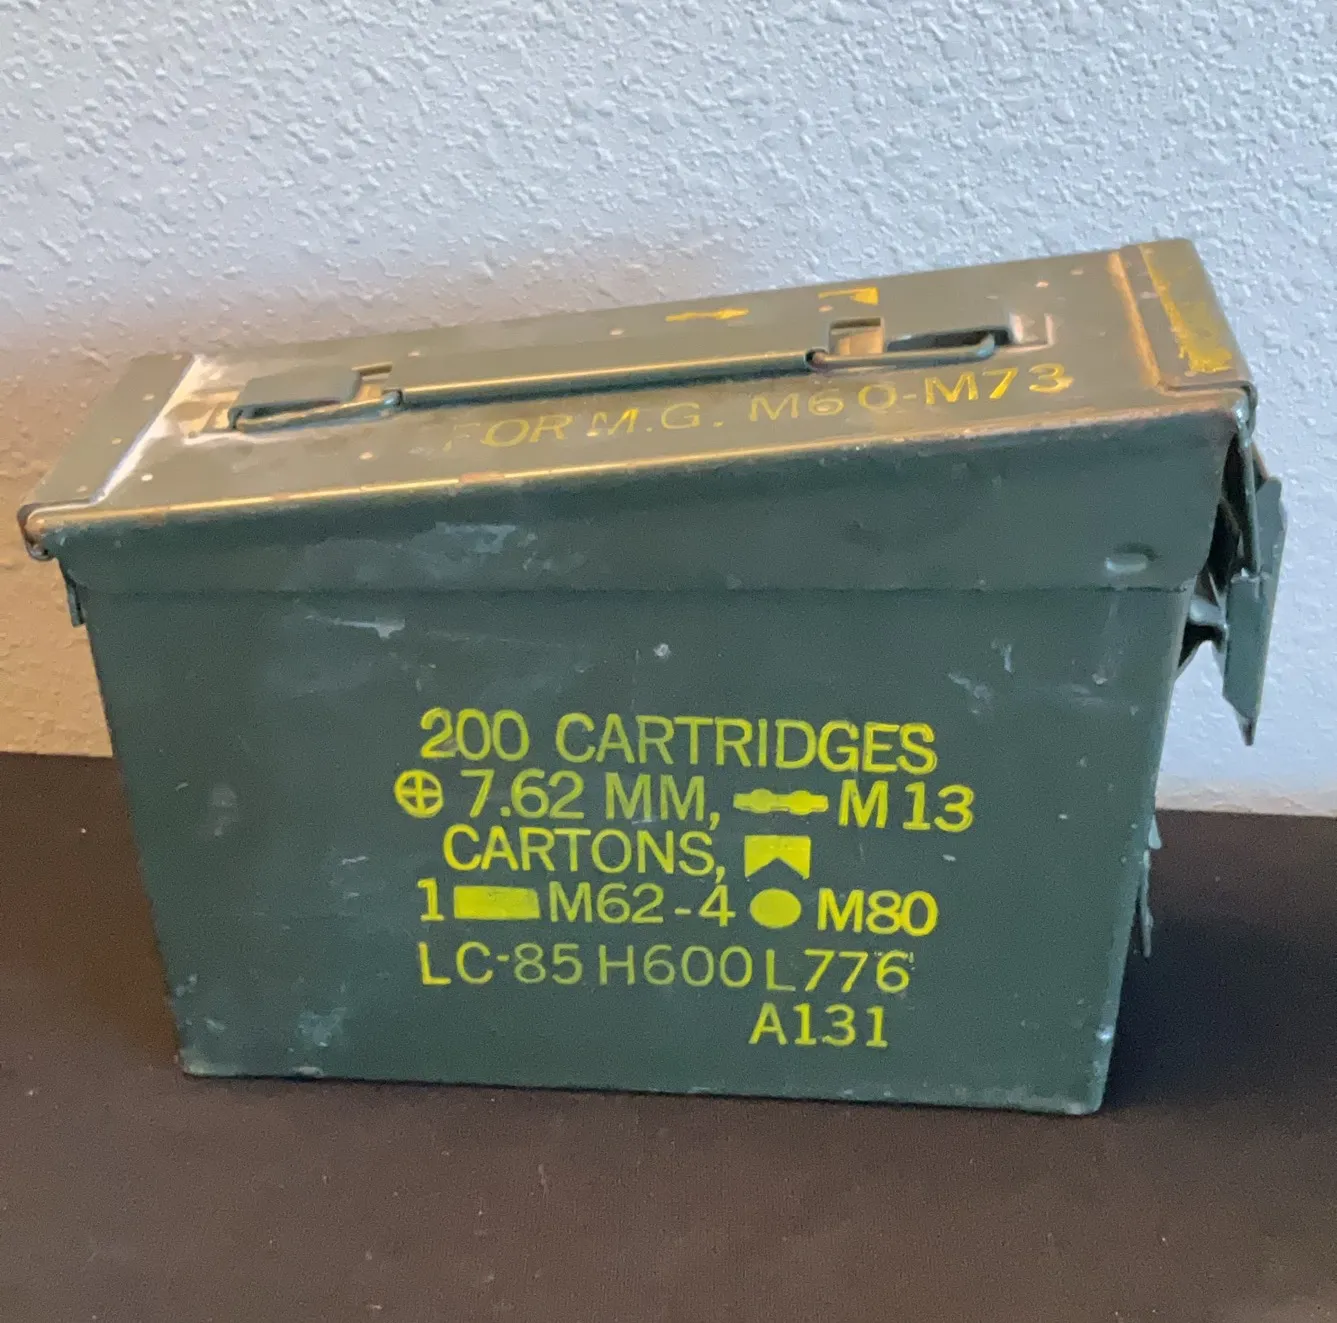 FOR M.G. M60-M73
200 CARTRIDGES
7.62 MM, M13
CARTONS,
1 M62-4 M80
LC-85 H600 L776
A131